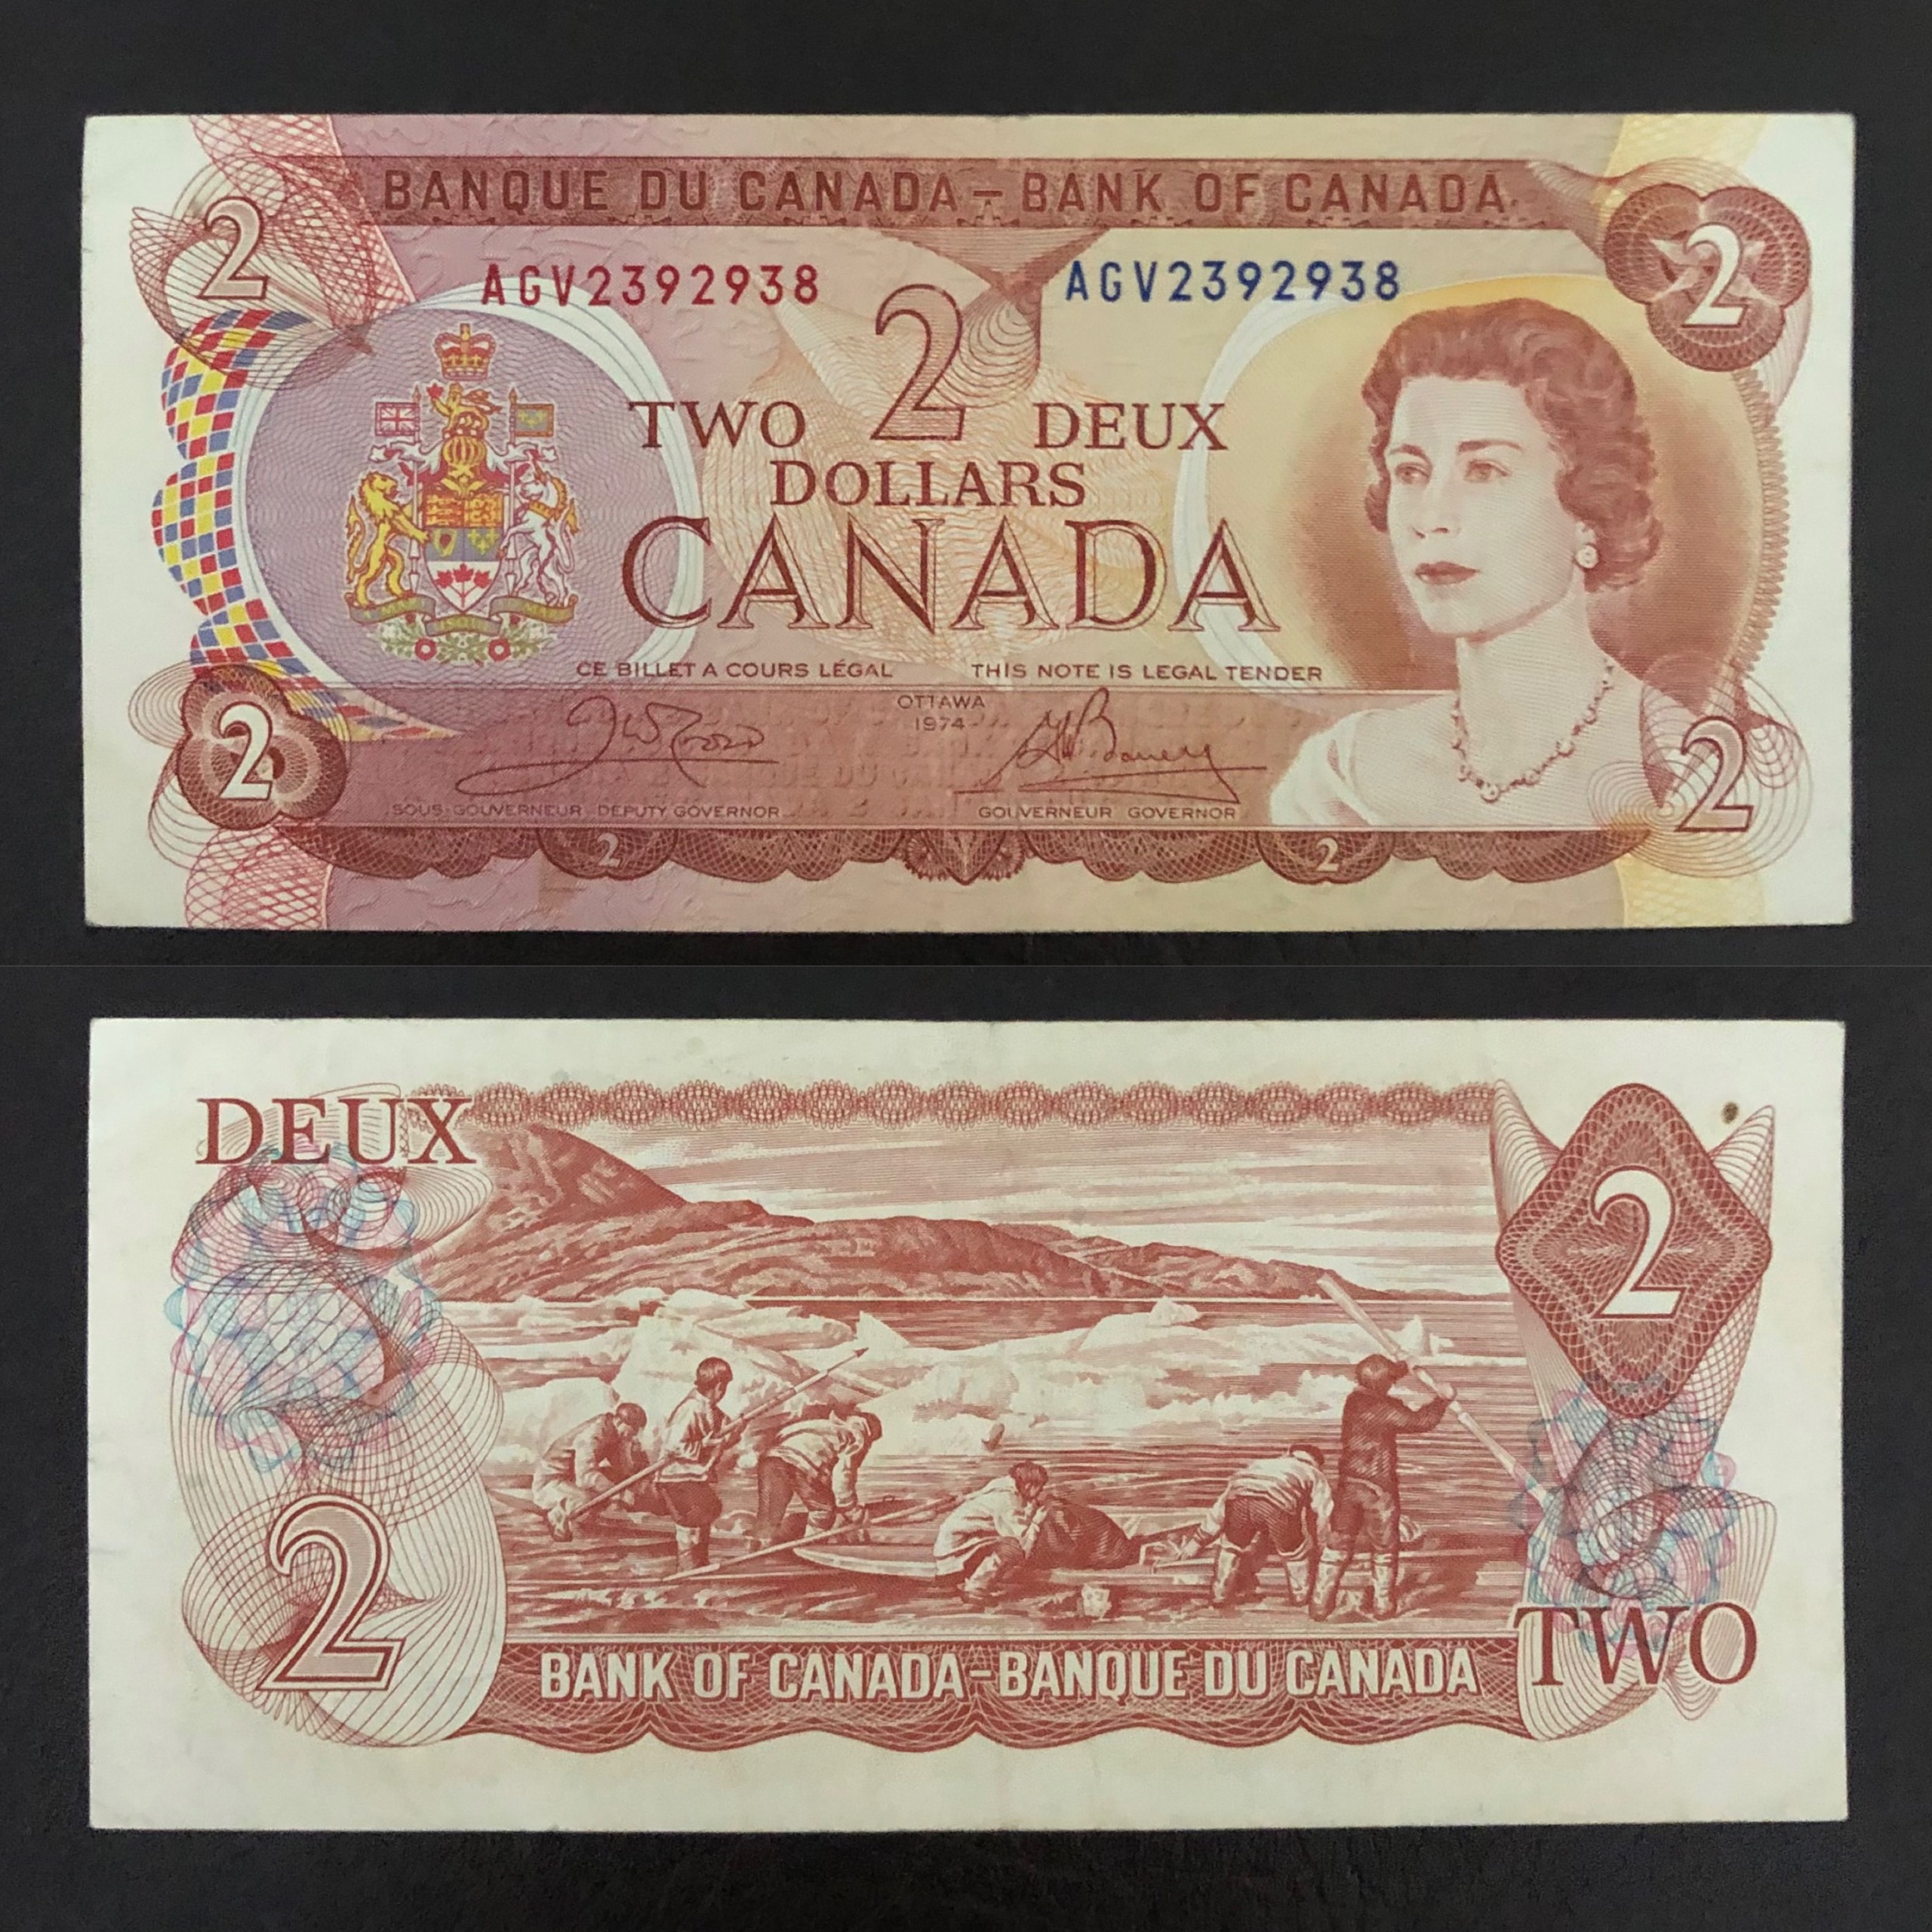 BANQUE DU CANADA – BANK OF CANADA
2
2
AGV2392938 AGV2392938
2
TWO DEUX
DOLLARS
CANADA
CE BILLET A COURS LÉGAL THIS NOTE IS LEGAL TENDER
OTTAWA
1974
2
2
SOUS-GOUVERNEUR DEPUTY GOVERNOR GOUVERNEUR GOVERNOR
2 2
DEUX
2
2
TWO
BANK OF CANADA-BANQUE DU CANADA